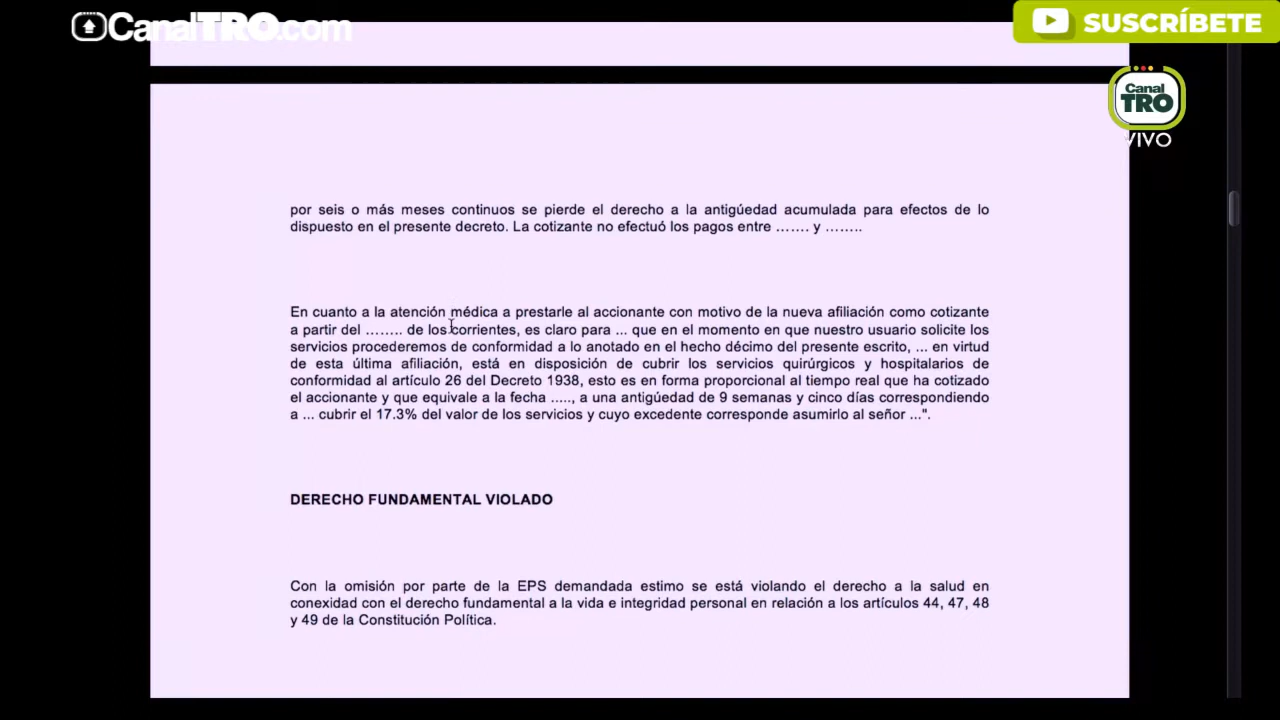 CanalTRO.com
SUSCRÍBETE
Canal
TRO
VIVO
por seis o más meses continuos se pierde el derecho a la antigúedad acumulada para efectos de lo
dispuesto en el presente decreto. La cotizante no efectuó los pagos entre ……. y ……..
En cuanto a la atención médica a prestarle al accionante con motivo de la nueva afiliación como cotizante
a partir del …….. de los corrientes, es claro para ... que en el momento en que nuestro usuario solicite los
servicios procederemos de conformidad a lo anotado en el hecho décimo del presente escrito, ... en virtud
de esta última afiliación, está en disposición de cubrir los servicios quirúrgicos y hospitalarios de
conformidad al artículo 26 del Decreto 1938, esto es en forma proporcional al tiempo real que ha cotizado
el accionante y que equivale a la fecha ....., a una antigúedad de 9 semanas y cinco días correspondiendo
a ... cubrir el 17.3% del valor de los servicios y cuyo excedente corresponde asumirlo al señor ...".
DERECHO FUNDAMENTAL VIOLADO
Con la omisión por parte de la EPS demandada estimo se está violando el derecho a la salud en
conexidad con el derecho fundamental a la vida e integridad personal en relación a los artículos 44, 47, 48
y 49 de la Constitución Política.